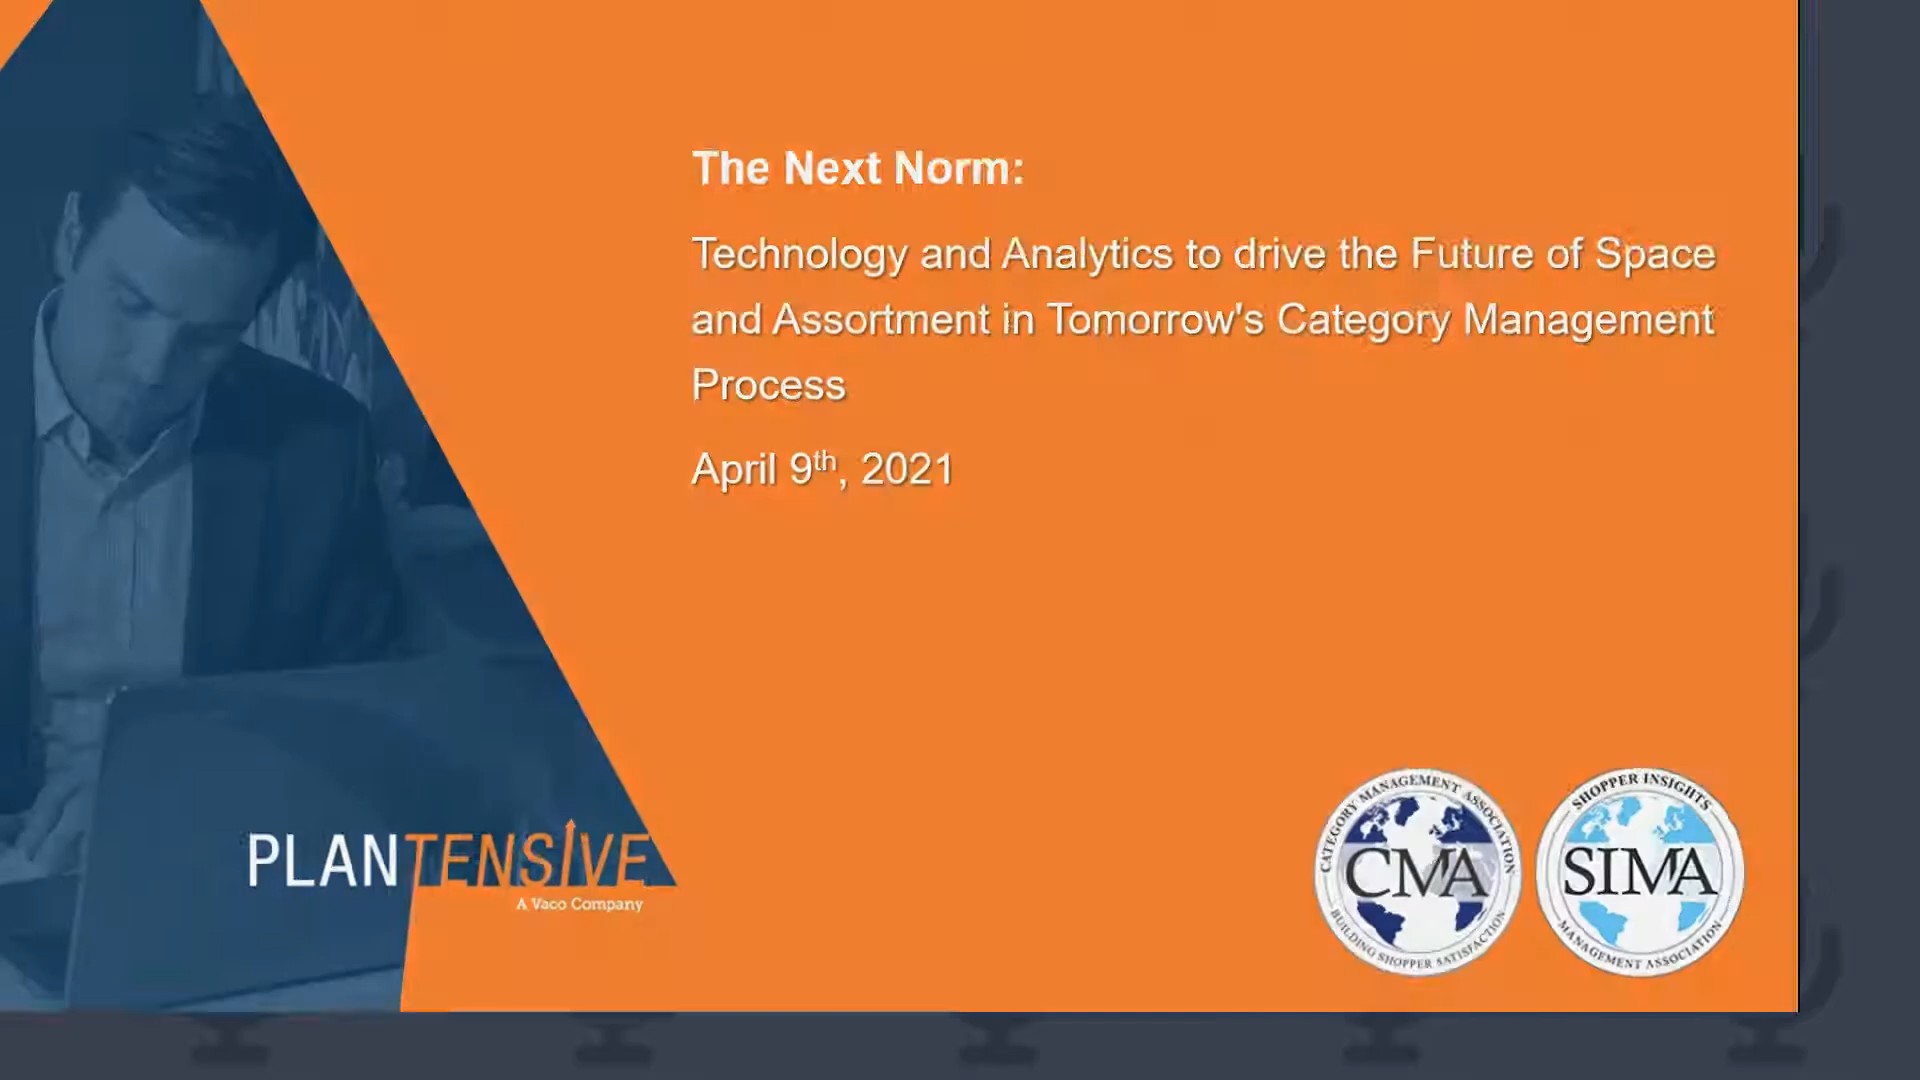 The Next Norm:
Technology and Analytics to drive the Future of Space
and Assortment in Tomorrow's Category Management
Process
April 9th, 2021
PLANTENSIVE
A Vaco Company
CATEGORY MANAGEMENT ASSOCIATION
CMA
BUILDING SHOPPER SATISFACTION
SHOPPER INSIGHTS
SIMA
MANAGEMENT ASSOCIATION